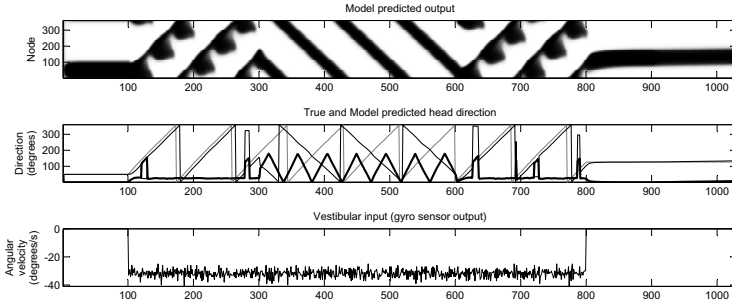 Model predicted output
Node
300
200
100
100 200 300 400 500 600 700 800 900 1000
True and Model predicted head direction
Direction
(degrees)
300
200
100
100 200 300 400 500 600 700 800 900 1000
Vestibular input (gyro sensor output)
Angular
velocity
(degrees/s)
0
-20
-40
100 200 300 400 500 600 700 800 900 1000